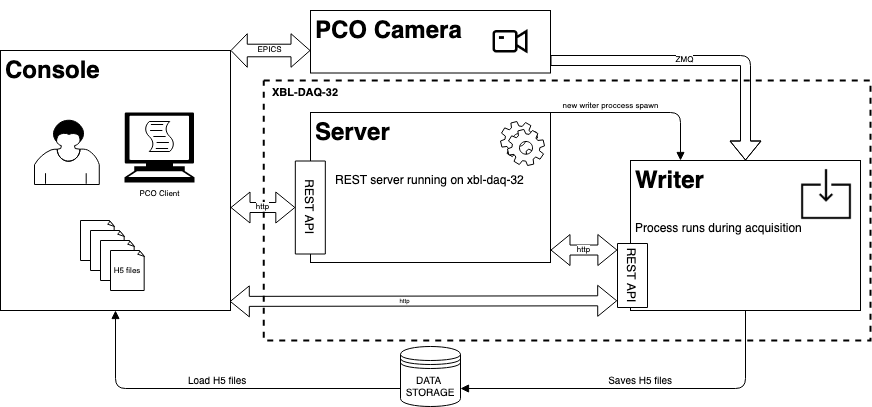 PCO Camera
Console
EPICS
ZMQ
XBL-DAQ-32
new writer proccess spawn
Server
REST server running on xbl-daq-32
REST API
PCO Client
Writer
Process runs during acquisition
http
http
REST API
H5 files
http
Load H5 files
DATA
STORAGE
Saves H5 files